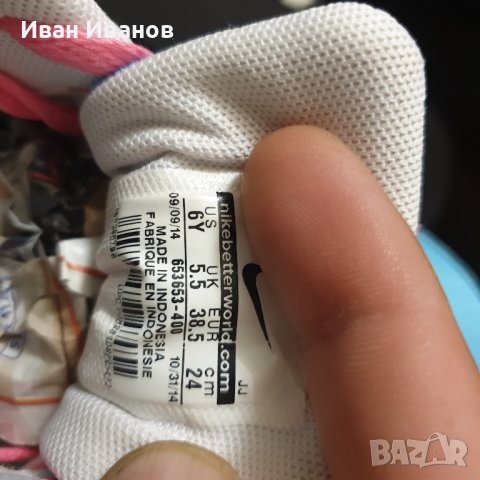 Иван Иванов
nikebetterworld.com
US UK EUR cm
6Y 5.5 38.5 24
09/09/14 653653-400 10/31/14
MADE IN INDONESIA
FABRIQUE EN INDONESIE
JJ
BAZAR